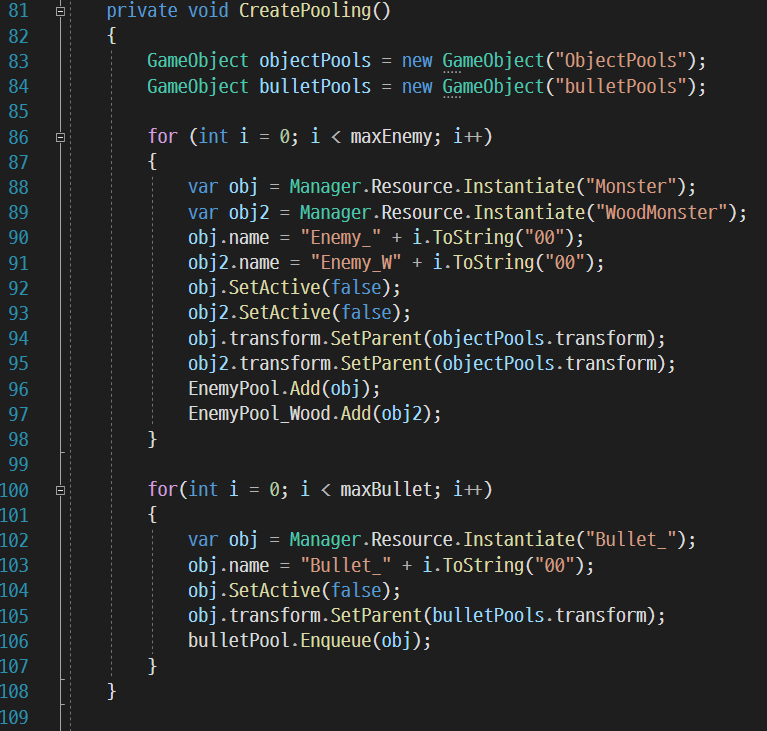 81 private void CreatePooling()
82 {
83 GameObject objectPools = new GameObject("ObjectPools");
84 GameObject bulletPools = new GameObject("bulletPools");
85
86 for (int i = 0; i < maxEnemy; i++)
87 {
88 var obj = Manager.Resource.Instantiate("Monster");
89 var obj2 = Manager.Resource.Instantiate("WoodMonster");
90 obj.name = "Enemy_" + i.ToString("00");
91 obj2.name = "Enemy_W" + i.ToString("00");
92 obj.SetActive(false);
93 obj2.SetActive(false);
94 obj.transform.SetParent(objectPools.transform);
95 obj2.transform.SetParent(objectPools.transform);
96 EnemyPool.Add(obj);
97 EnemyPool_Wood.Add(obj2);
98 }
99
100 for(int i = 0; i < maxBullet; i++)
101 {
102 var obj = Manager.Resource.Instantiate("Bullet_");
103 obj.name = "Bullet_" + i.ToString("00");
104 obj.SetActive(false);
105 obj.transform.SetParent(bulletPools.transform);
106 bulletPool.Enqueue(obj);
107 }
108 }
109